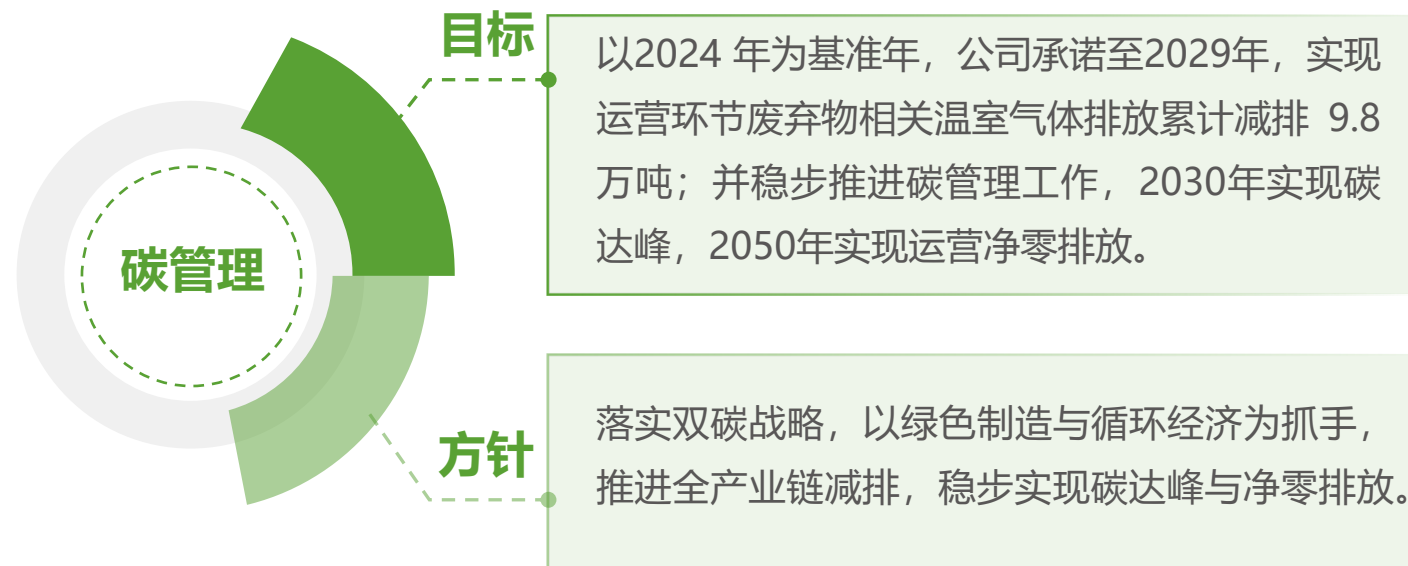 碳管理
目标
以2024 年为基准年，公司承诺至2029年，实现
运营环节废弃物相关温室气体排放累计减排 9.8
万吨；并稳步推进碳管理工作，2030年实现碳
达峰，2050年实现运营净零排放。
方针
落实双碳战略，以绿色制造与循环经济为抓手，
推进全产业链减排，稳步实现碳达峰与净零排放。